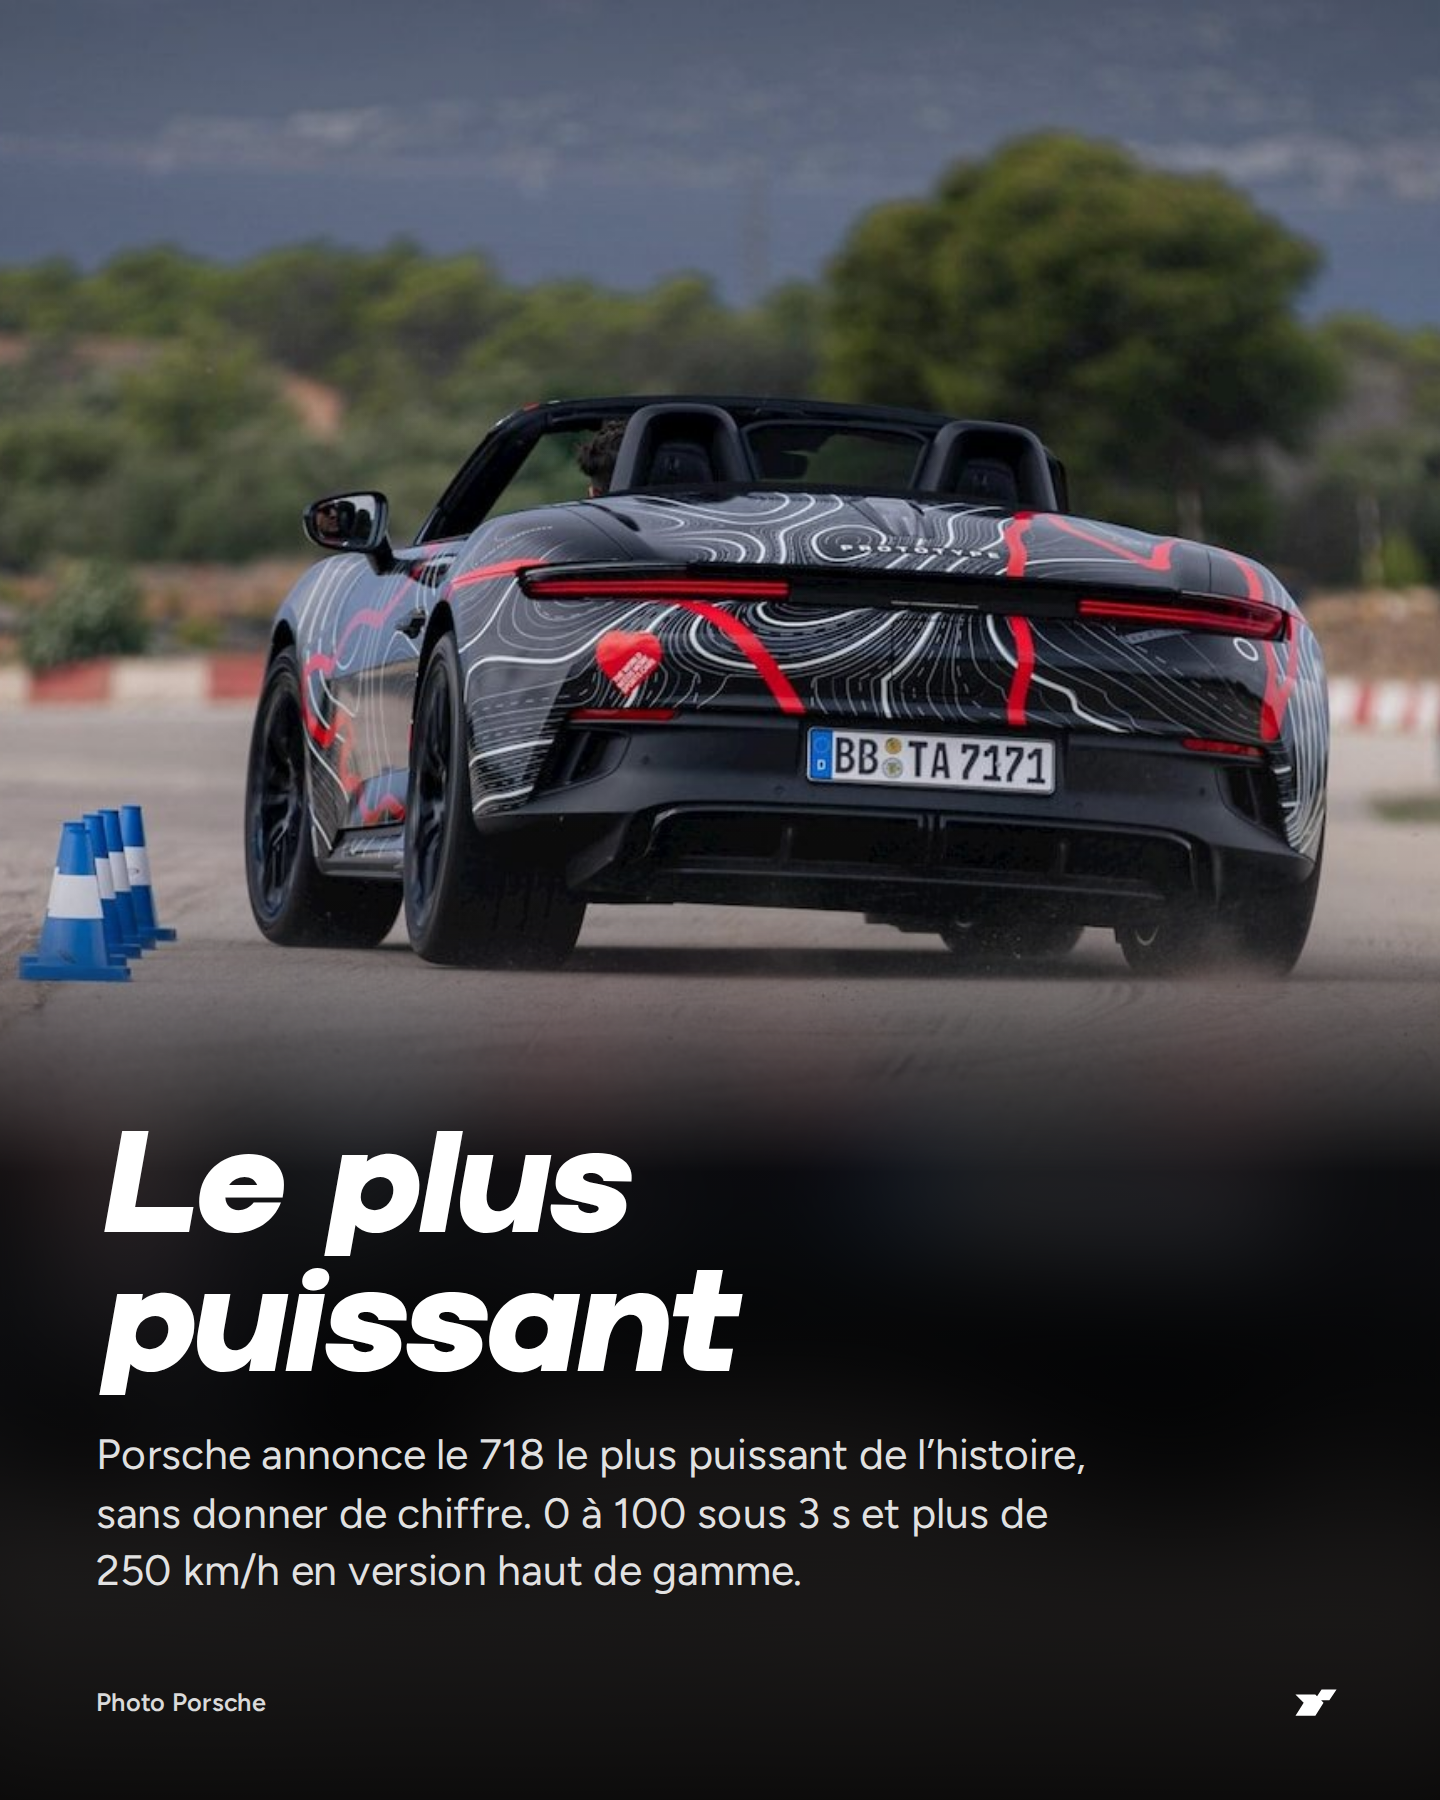 PROTOTYPE
BB TA 7171
D
Le plus
puissant
Porsche annonce le 718 le plus puissant de l’histoire,
sans donner de chiffre. 0 à 100 sous 3 s et plus de
250 km/h en version haut de gamme.
Photo Porsche